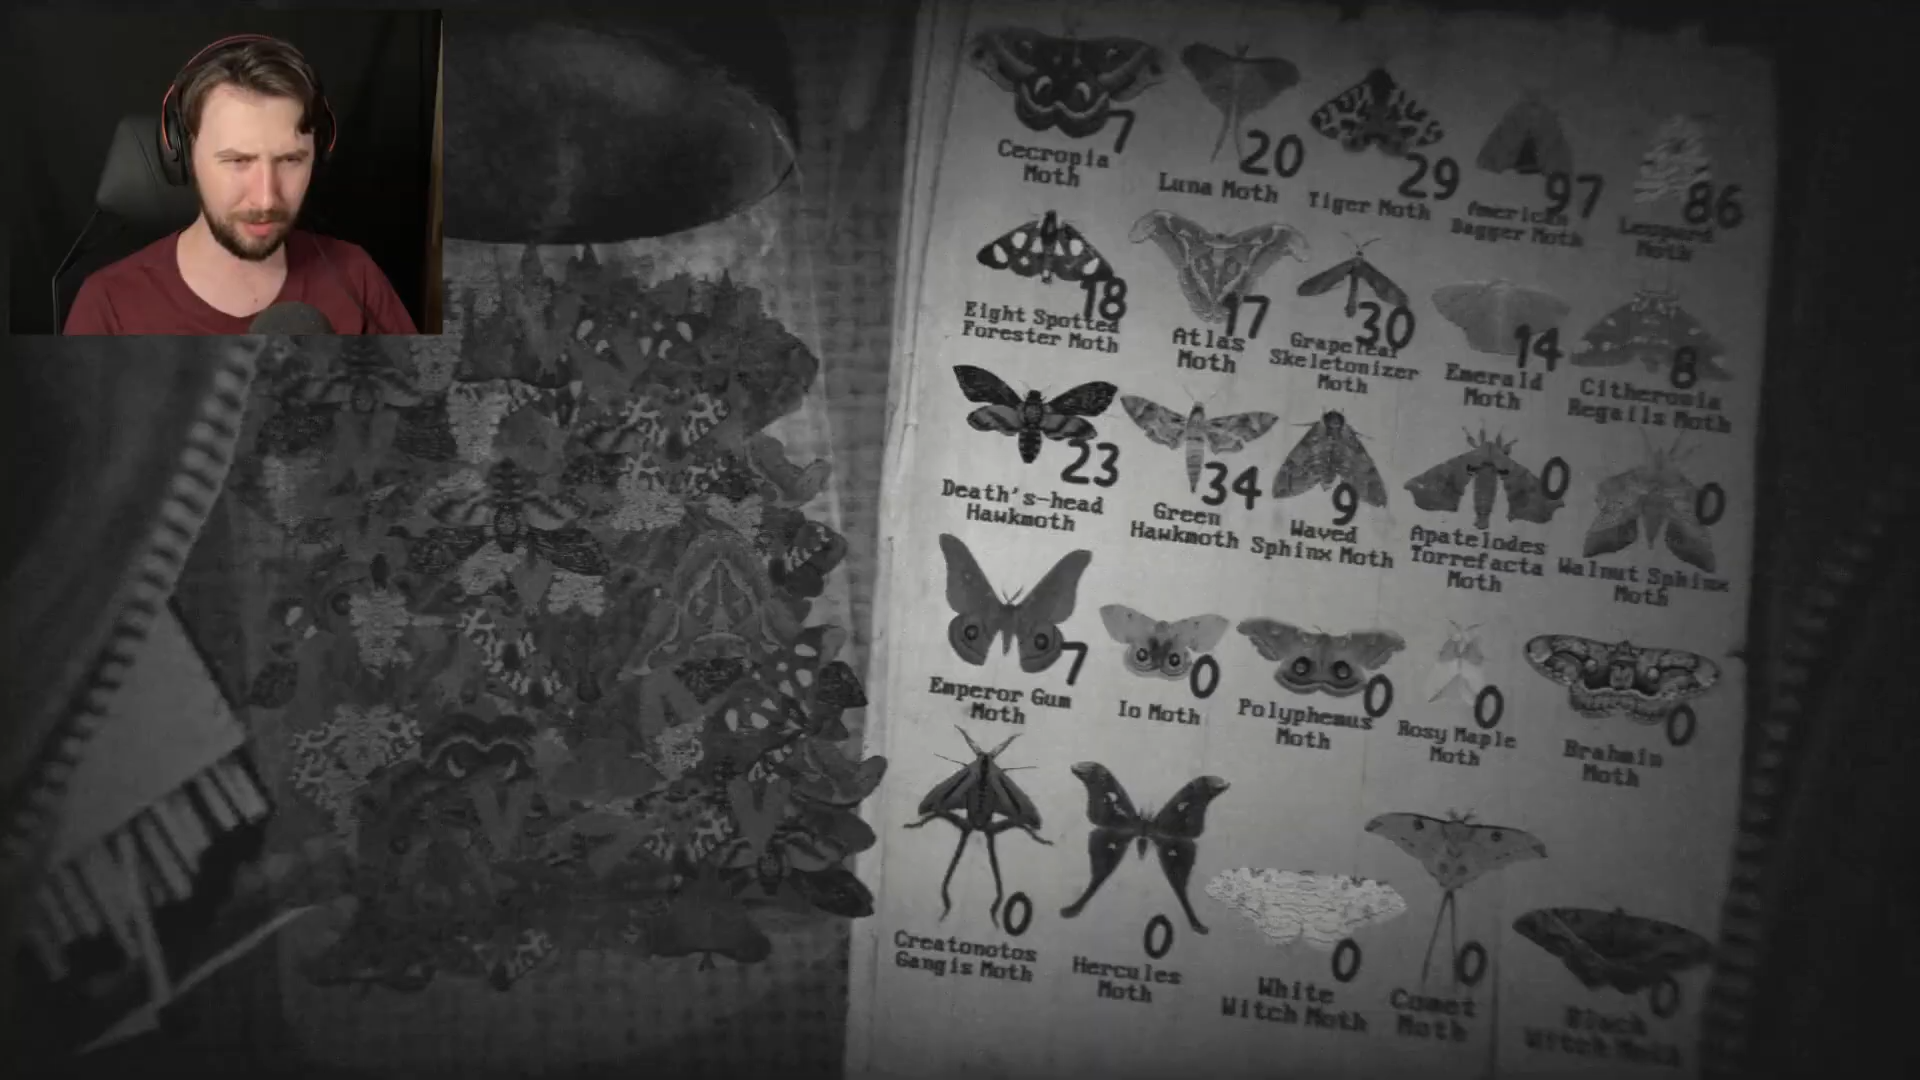 7
Cecropia
Moth
20
Luna Moth
29
Tiger Moth
97
American
Dagger Moth
86
Leopard
Moth
18
Eight Spotted
Forester Moth
17
Atlas
Moth
30
Grapeleaf
Skeletonizer
Moth
14
Emerald
Moth
8
Citheronia
Regails Moth
23
Death's-head
Hawkmoth
34
Green
Hawkmoth
9
Waved
Sphinx Moth
0
Apatelodes
Torrefacta
Moth
0
Walnut Sphinx
Moth
7
Emperor Gum
Moth
0
Io Moth
0
Polyphemus
Moth
0
Rosy Maple
Moth
0
Brahmin
Moth
0
Creatonotos
Gangis Moth
0
Hercules
Moth
0
White
Witch Moth
0
Comet
Moth
0
Black
Witch Moth